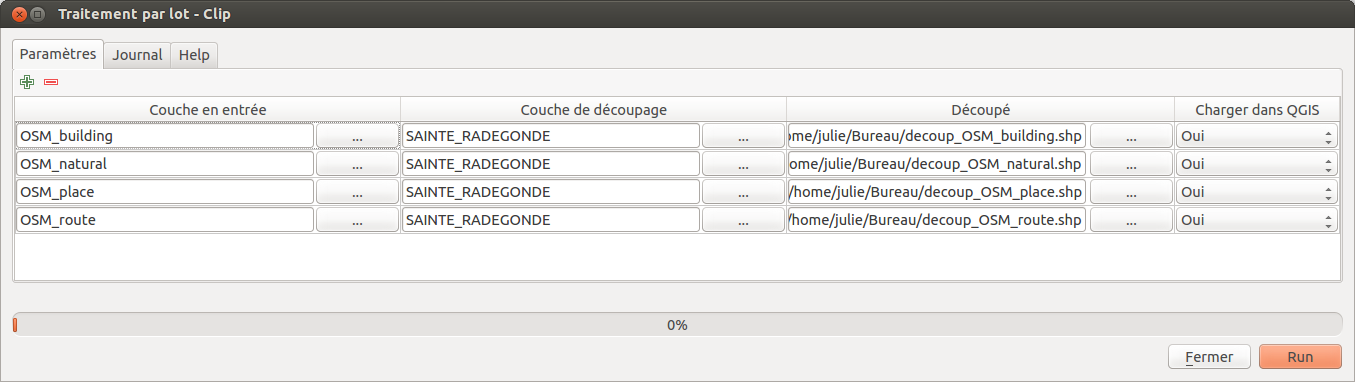 Traitement par lot - Clip
Paramètres Journal Help
Couche en entrée Couche de découpage Découpé Charger dans QGIS
OSM_building ... SAINTE_RADEGONDE ome/julie/Bureau/decoup_OSM_building.shp ... Oui
OSM_natural ... SAINTE_RADEGONDE ome/julie/Bureau/decoup_OSM_natural.shp ... Oui
OSM_place ... SAINTE_RADEGONDE /home/julie/Bureau/decoup_OSM_place.shp ... Oui
OSM_route ... SAINTE_RADEGONDE /home/julie/Bureau/decoup_OSM_route.shp ... Oui
0%
Fermer Run